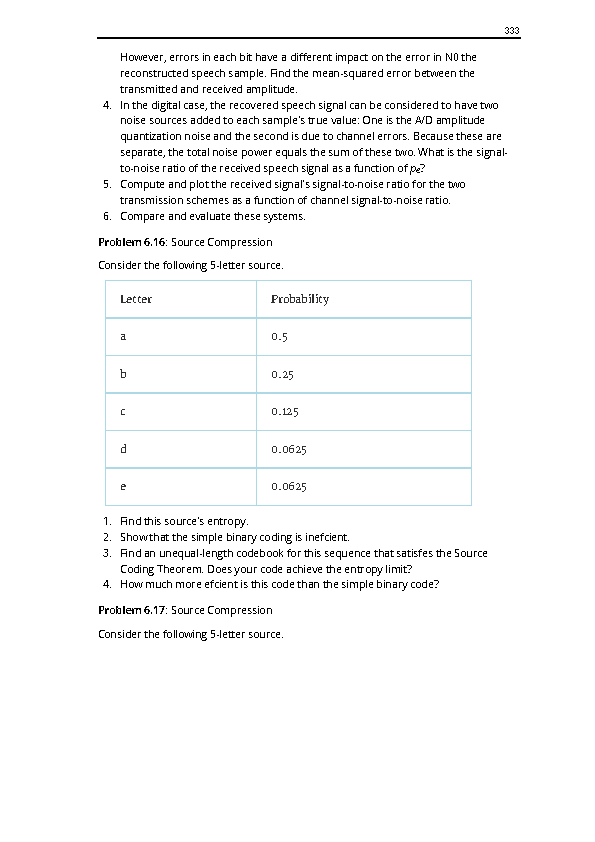 333
However, errors in each bit have a different impact on the error in N0 the
reconstructed speech sample. Find the mean-squared error between the
transmitted and received amplitude.
4. In the digital case, the recovered speech signal can be considered to have two
noise sources added to each sample's true value: One is the A/D amplitude
quantization noise and the second is due to channel errors. Because these are
separate, the total noise power equals the sum of these two. What is the signal-
to-noise ratio of the received speech signal as a function of pe?
5. Compute and plot the received signal's signal-to-noise ratio for the two
transmission schemes as a function of channel signal-to-noise ratio.
6. Compare and evaluate these systems.
Problem 6.16: Source Compression
Consider the following 5-letter source.
Letter Probability
a 0.5
b 0.25
c 0.125
d 0.0625
e 0.0625
1. Find this source's entropy.
2. Show that the simple binary coding is inefcient.
3. Find an unequal-length codebook for this sequence that satisfes the Source
Coding Theorem. Does your code achieve the entropy limit?
4. How much more efcient is this code than the simple binary code?
Problem 6.17: Source Compression
Consider the following 5-letter source.